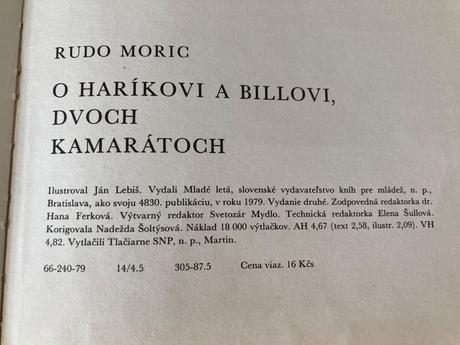 RUDO MORIC
O HARÍKOVI A BILLOVI,
DVOCH
KAMARÁTOCH
Ilustroval Ján Lebiš. Vydali Mladé letá, slovenské vydavateľstvo kníh pre mládež, n. p.,
Bratislava, ako svoju 4830. publikáciu, v roku 1979. Vydanie druhé. Zodpovedná redaktorka dr.
Hana Ferková. Výtvarný redaktor Svetozár Mydlo. Technická redaktorka Elena Šullová.
Korigovala Nadežda Šoltýsová. Náklad 18 000 výtlačkov. AH 4,67 (text 2,58, ilustr. 2,09). VH
4,82. Vytlačili Tlačiarne SNP, n. p., Martin.
66-240-79 14/4.5 305-87.5 Cena viaz. 16 Kčs